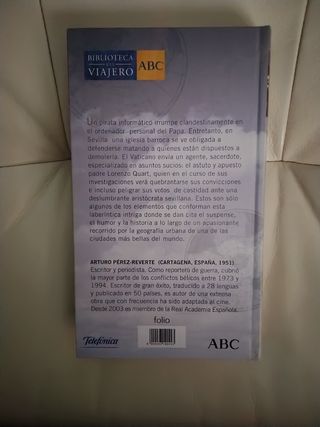 BIBLIOTECA
DEL
VIAJERO
ABC
Un pirata informático irrumpe clandestinamente en
el ordenador personal del Papa. Entretanto, en
Sevilla una iglesia barroca se ve obligada a
defenderse matando a quienes están dispuestos a
demolerla. El Vaticano envía un agente, sacerdote,
especializado en asuntos sucios: el astuto y apuesto
padre Lorenzo Quart, quien en el curso de sus
investigaciones verá quebrantarse sus convicciones
e incluso peligrar sus votos de castidad ante una
deslumbrante aristócrata sevillana. Estos son sólo
algunos de los elementos que conforman esta
laberíntica intriga donde se dan cita el suspense,
el humor y la historia a lo largo de un apasionante
recorrido por la geografía urbana de una de las
ciudades más bellas del mundo.
ARTURO PÉREZ-REVERTE (CARTAGENA, ESPAÑA, 1951)
Escritor y periodista. Como reportero de guerra, cubrió
la mayor parte de los conflictos bélicos entre 1973 y
1994. Escritor de gran éxito, traducido a 28 lenguas
y publicado en 50 países, es autor de una extensa
obra que con frecuencia ha sido adaptada al cine.
Desde 2003 es miembro de la Real Academia Española.
folio
Telefónica
ABC